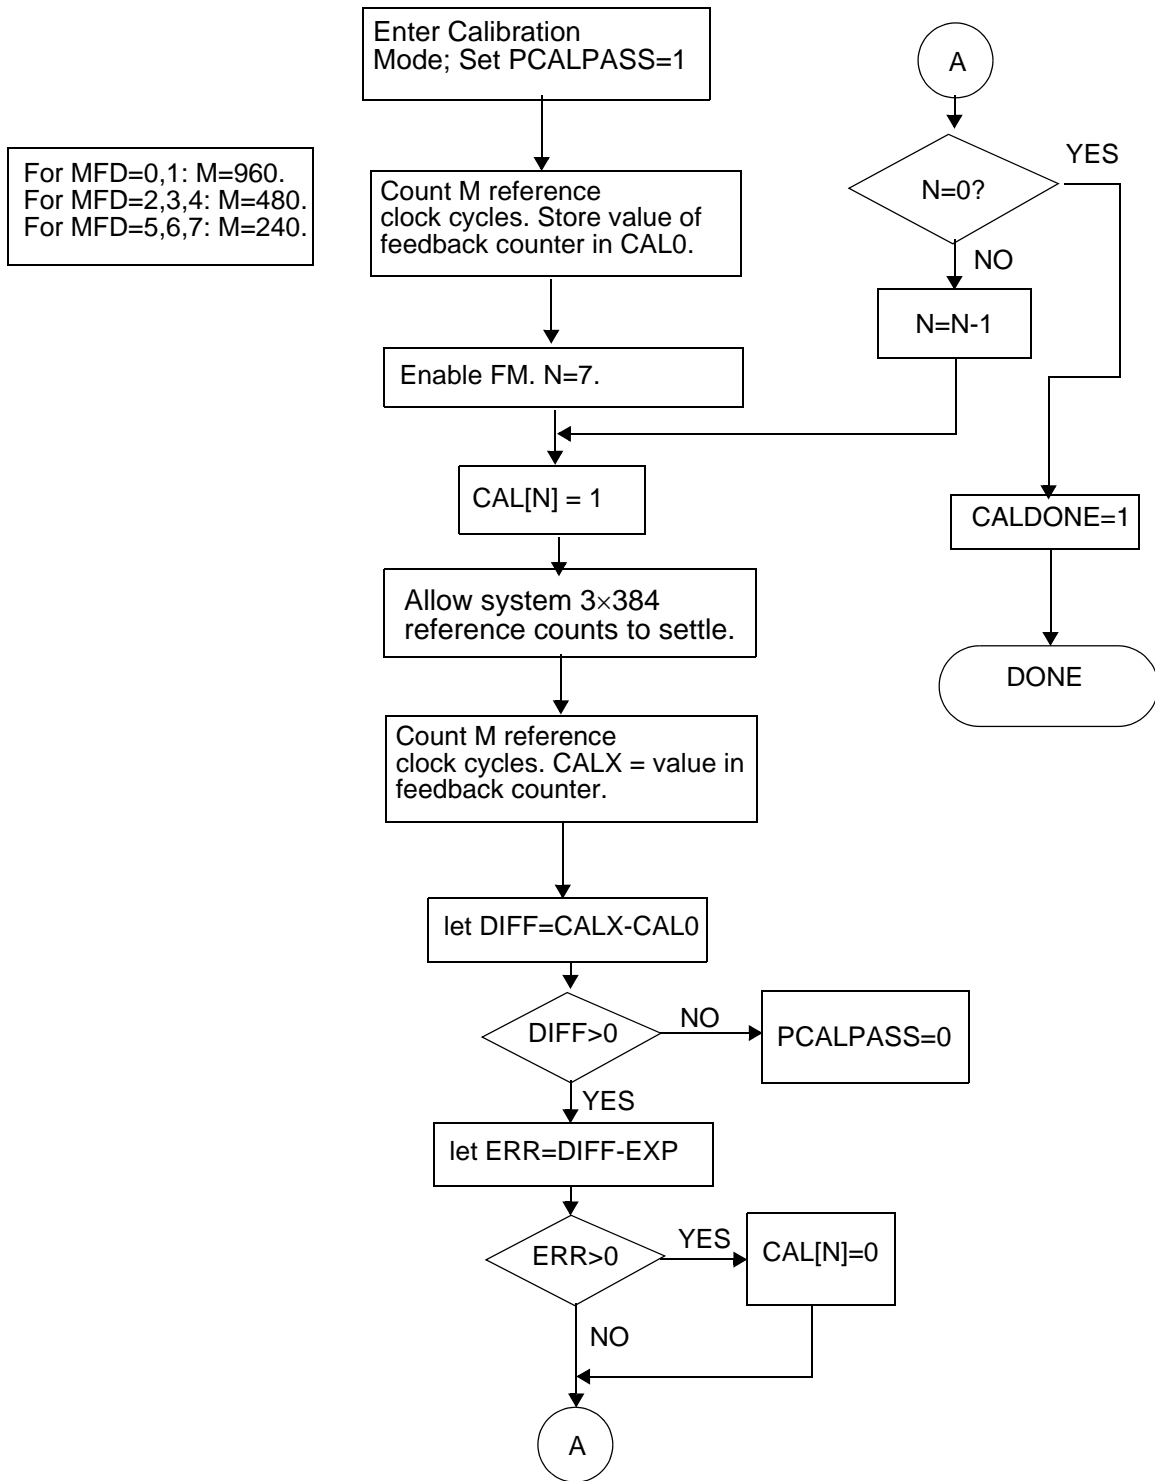 Enter Calibration
Mode; Set PCALPASS=1
A
For MFD=0,1: M=960.
For MFD=2,3,4: M=480.
For MFD=5,6,7: M=240.
YES
N=0?
Count M reference
clock cycles. Store value of
feedback counter in CAL0.
NO
N=N-1
Enable FM. N=7.
CAL[N] = 1
CALDONE=1
Allow system 3×384
reference counts to settle.
DONE
Count M reference
clock cycles. CALX = value in
feedback counter.
let DIFF=CALX-CAL0
DIFF>0
NO
PCALPASS=0
YES
let ERR=DIFF-EXP
ERR>0
YES
CAL[N]=0
NO
A